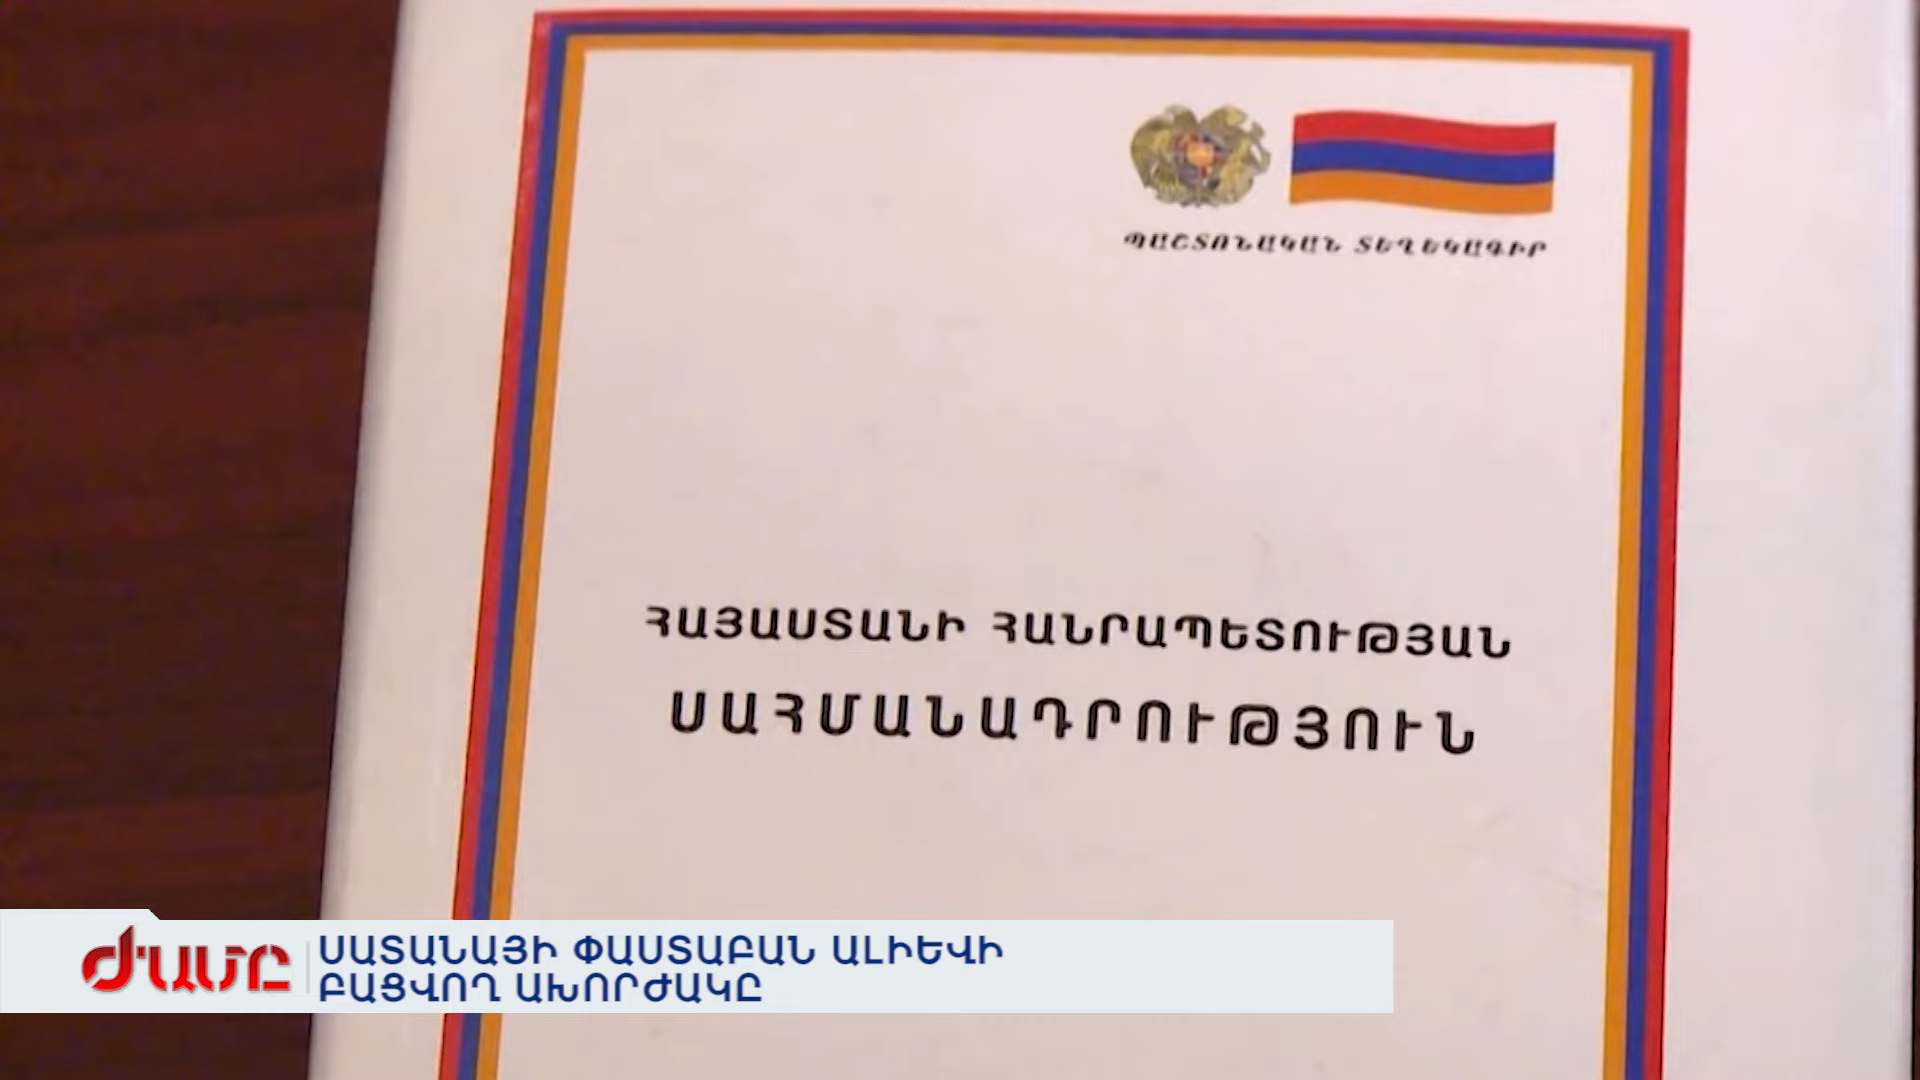 ՊԱՇՏՈՆԱԿԱՆ ՏԵՂԵԿԱԳԻՐ
ՀԱՅԱՍՏԱՆԻ ՀԱՆՐԱՊԵՏՈՒԹՅԱՆ
ՍԱՀՄԱՆԱԴՐՈՒԹՅՈՒՆ
ԺԱՄԸ
ՍԱՏԱՆԱՅԻ ՓԱՍՏԱԲԱՆ ԱԼԻԵՎԻ
ԲԱՑՎՈՂ ԱԽՈՐԺԱԿԸ